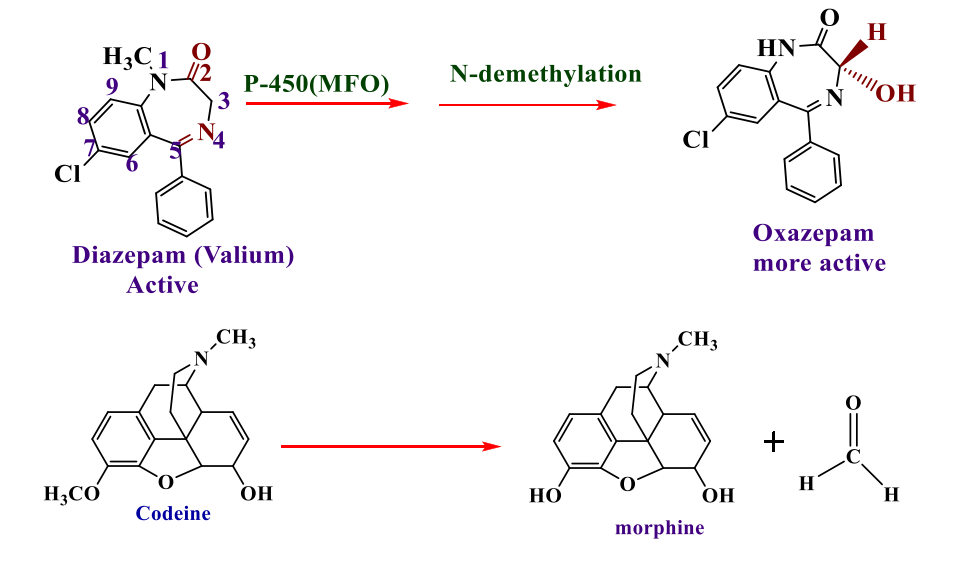 H₃C 1 O
N 2
9 3
8 N 4
7 5
6
Cl
Diazepam (Valium)
Active
P-450(MFO)
N-demethylation
O
HN H
N OH
Cl
Oxazepam
more active
CH₃
N
O
H₃CO OH
Codeine
CH₃
N
O
HO OH
morphine
+
O
C
H H